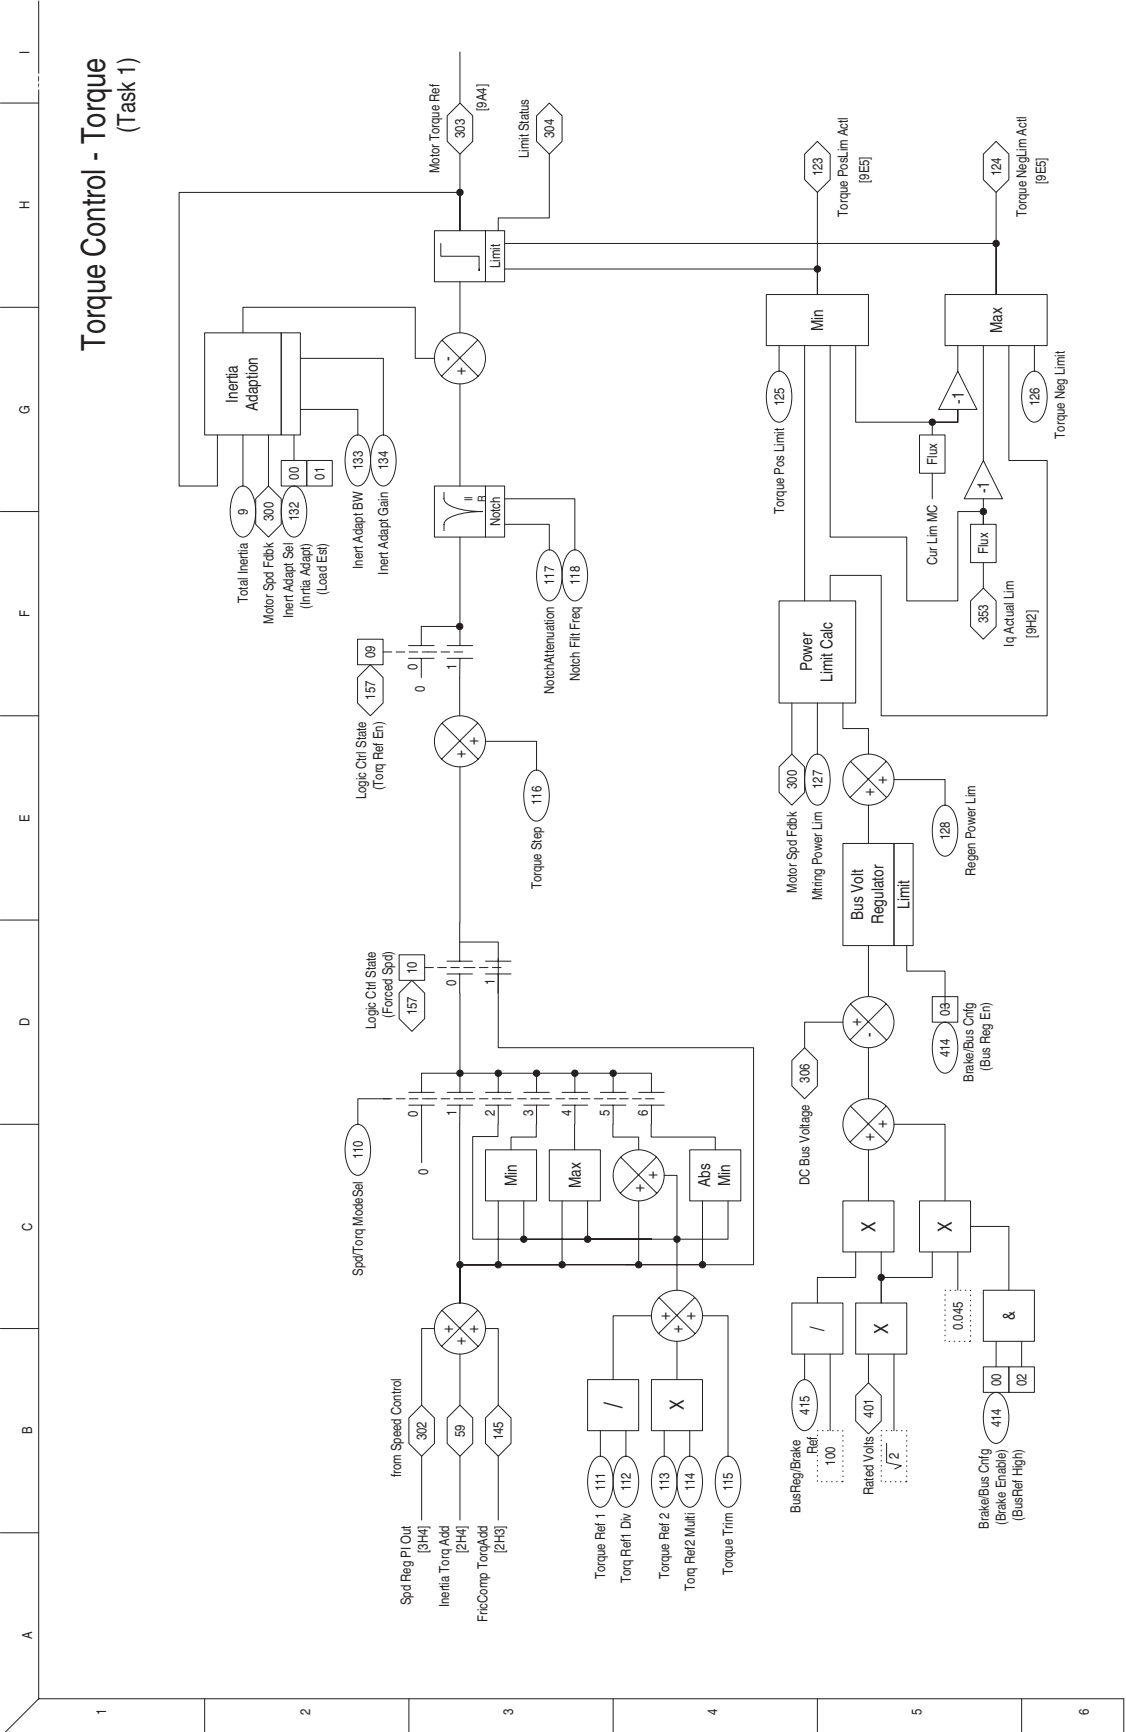 Torque Control - Torque
(Task 1)
A
B
C
D
E
F
G
H
I
1
2
3
4
5
6
Total Inertia
9
Motor Spd Fdbk
300
Inert Adapt Sel
132
00
(Inrtia Adapt)
01
(Load Est)
Inertia
Adaption
Inert Adapt BW
133
Inert Adapt Gain
134
from Speed Control
Spd Reg PI Out
[3H4]
302
Inertia Torq Add
[2H4]
59
FricComp TorqAdd
[2H3]
145
+
+
+
Spd/Torq ModeSel
110
0
0
1
2
3
4
5
6
Min
Max
+
+
Abs
Min
Logic Ctrl State
(Forced Spd)
157
10
0
1
Torque Step
116
+
+
Logic Ctrl State
(Torq Ref En)
157
09
0
0
1
Notch
II
R
NotchAttenuation
117
Notch Filt Freq
118
+
-
Limit
Motor Torque Ref
303
[9A4]
Limit Status
304
Torque Ref 1
111
Torq Ref1 Div
112
/
Torque Ref 2
113
Torq Ref2 Multi
114
X
Torque Trim
115
+
+
+
BusReg/Brake
Ref
415
100
/
Rated Volts
401
√2
X
X
X
0.045
Brake/Bus Cnfg
(Brake Enable)
(BusRef High)
414
00
02
&
+
+
DC Bus Voltage
306
+
-
Brake/Bus Cnfg
(Bus Reg En)
414
03
Bus Volt
Regulator
Limit
Regen Power Lim
128
+
+
Motor Spd Fdbk
300
Mtring Power Lim
127
Power
Limit Calc
Iq Actual Lim
[9H2]
353
Flux
-1
Cur Lim MC
Flux
-1
Torque Pos Limit
125
Min
Torque Neg Limit
126
Max
123
Torque PosLim Actl
[9E5]
124
Torque NegLim Actl
[9E5]